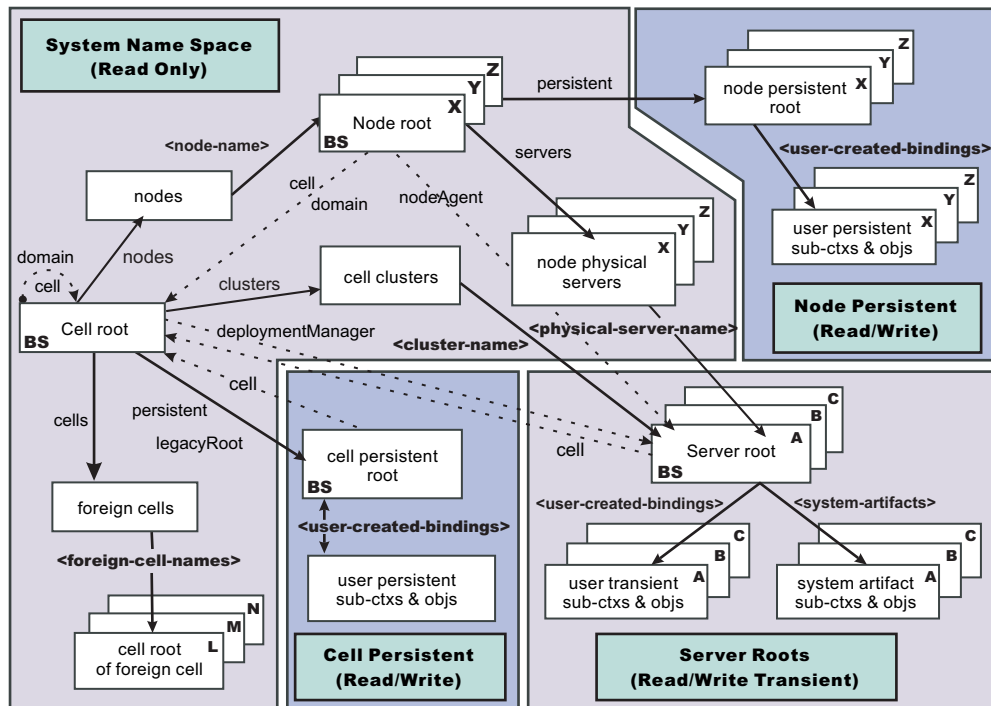 System Name Space
(Read Only)
Z
Y
X
Node root
BS
persistent
Z
Y
X
node persistent
root
<node-name>
servers
cell
domain
nodeAgent
<user-created-bindings>
nodes
Z
Y
X
user persistent
sub-ctxs & objs
Z
Y
X
node physical
servers
domain
cell
nodes
clusters
cell clusters
Node Persistent
(Read/Write)
Cell root
BS
deploymentManager
<physical-server-name>
<cluster-name>
cell
cells
persistent
legacyRoot
C
B
A
Server root
BS
cell
cell persistent
root
BS
foreign cells
<user-created-bindings>
<user-created-bindings>
<system-artifacts>
<foreign-cell-names>
user persistent
sub-ctxs & objs
C
B
A
user transient
sub-ctxs & objs
C
B
A
system artifact
sub-ctxs & objs
N
M
L
cell root
of foreign cell
Cell Persistent
(Read/Write)
Server Roots
(Read/Write Transient)